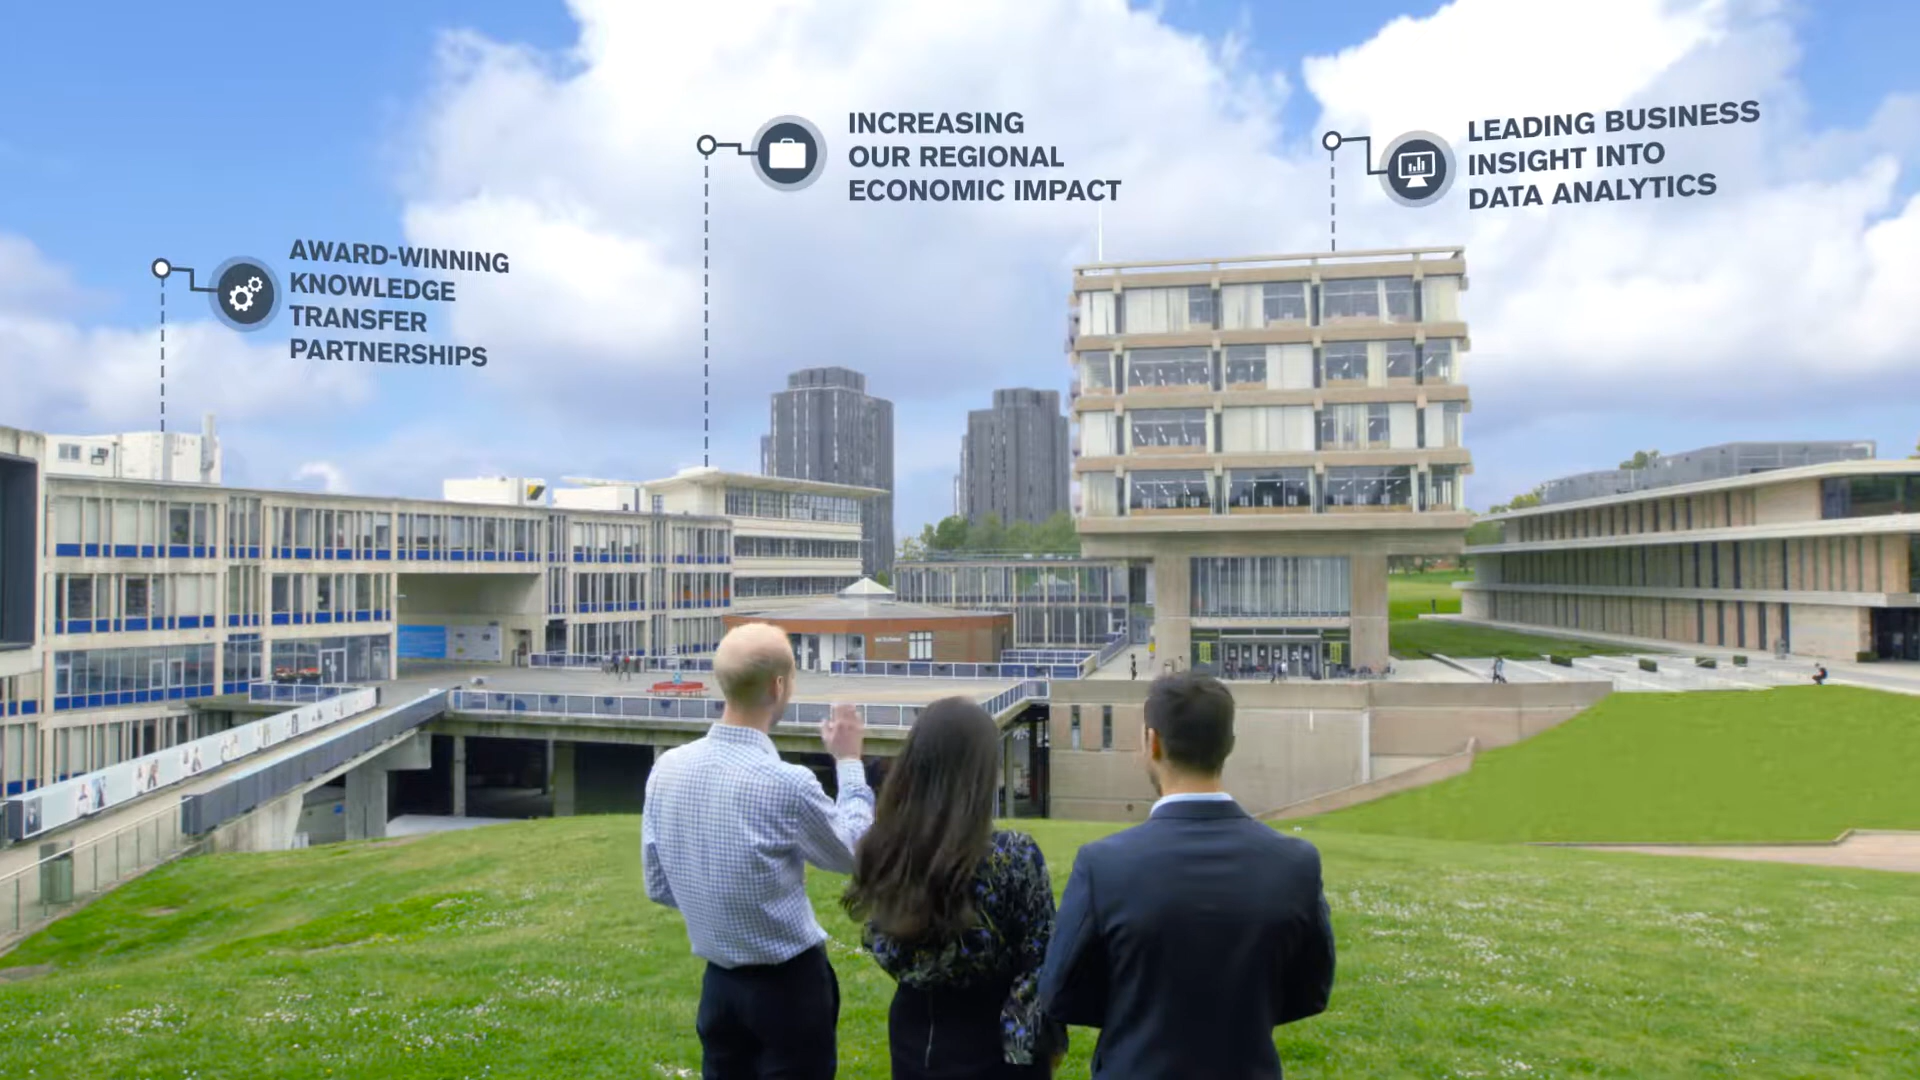 AWARD-WINNING
KNOWLEDGE
TRANSFER
PARTNERSHIPS
INCREASING
OUR REGIONAL
ECONOMIC IMPACT
LEADING BUSINESS
INSIGHT INTO
DATA ANALYTICS